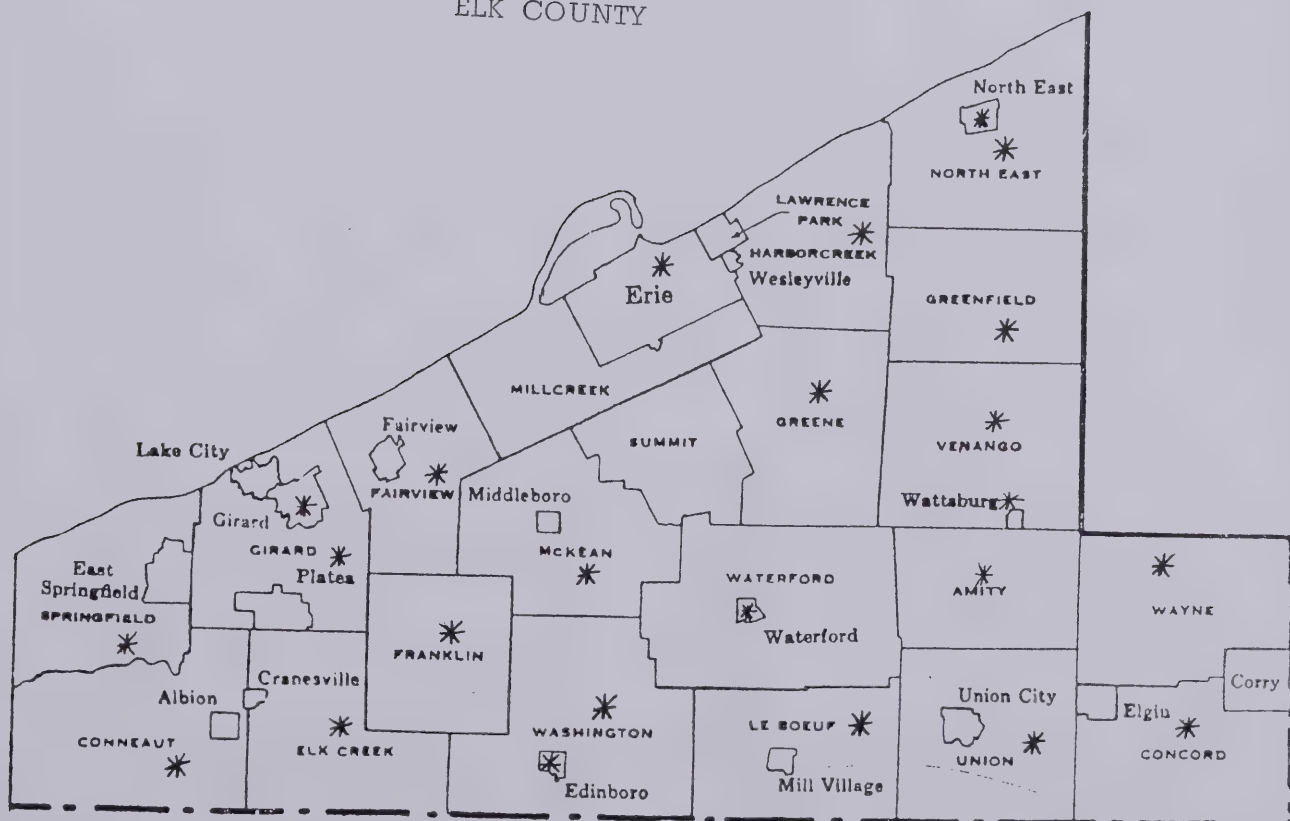 ELK COUNTY
North East
NORTH EAST
LAWRENCE
PARK
HARBORCREEK
Wesleyville
Erie
GREENFIELD
MILLCREEK
SUMMIT
GREENE
VENANGO
Wattsburg
Lake City
Fairview
FAIRVIEW
Middleboro
McKEAN
Girard
GIRARD
Platea
East
Springfield
SPRINGFIELD
WATERFORD
Waterford
AMITY
WAYNE
FRANKLIN
Cranesville
Albion
CONNEAUT
ELK CREEK
WASHINGTON
Edinboro
LE BOEUF
Mill Village
Union City
UNION
Elgin
Corry
CONCORD